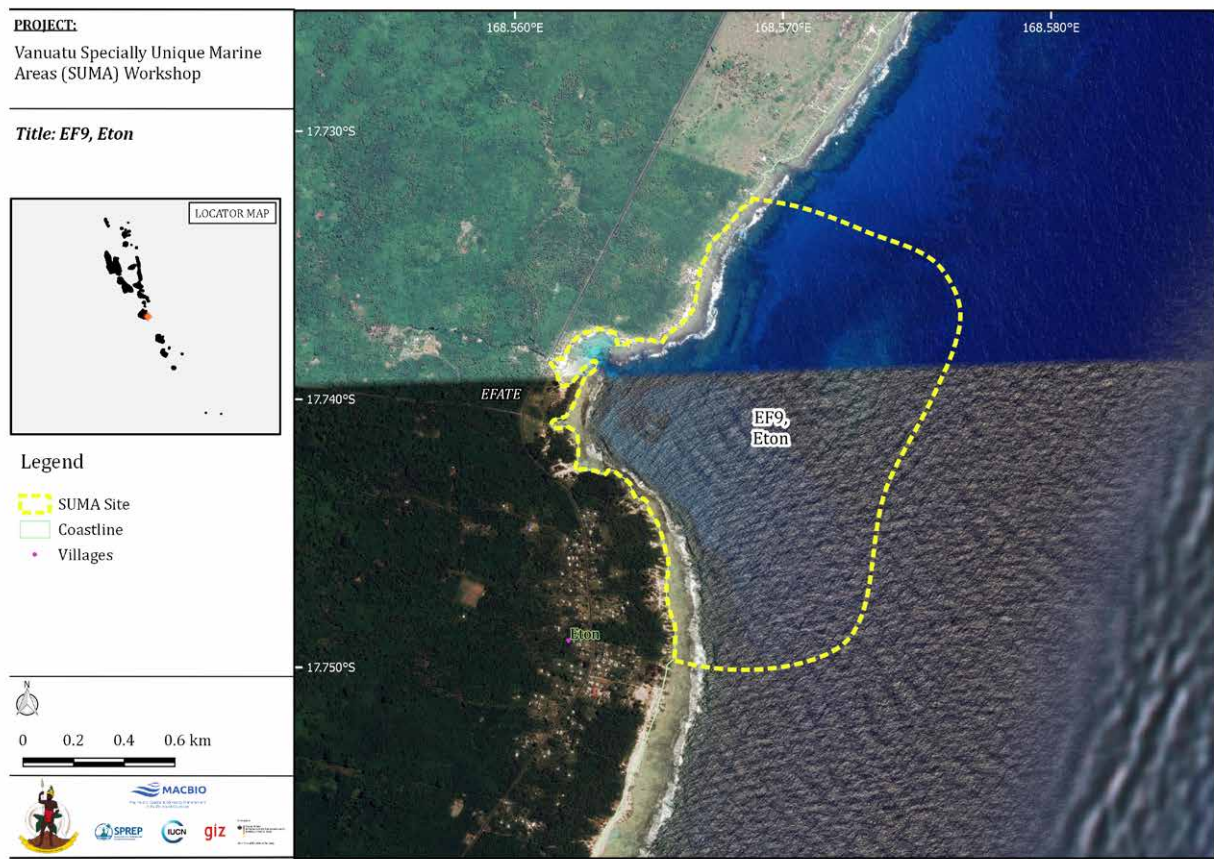 PROJECT:
Vanuatu Specially Unique Marine
Areas (SUMA) Workshop
Title: EF9, Eton
LOCATOR MAP
Legend
SUMA Site
Coastline
Villages
N
0 0.2 0.4 0.6 km
MACBIO
SPREP
IUCN
giz
168.560°E
168.570°E
168.580°E
17.730°S
17.740°S
17.750°S
EFATE
EF9,
Eton
Eton